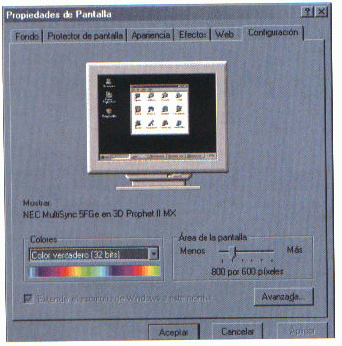 Propiedades de Pantalla
Fondo Protector de pantalla Apariencia Efectos Web Configuración
Mostrar:
NEC MultiSync 5FGe en 3D Prophet II MX
Colores
Color verdadero (32 bits)
Área de la pantalla
Menos Más
800 por 600 píxeles
Extender el escritorio de Windows a este monitor.
Avanzada...
Aceptar Cancelar Aplicar